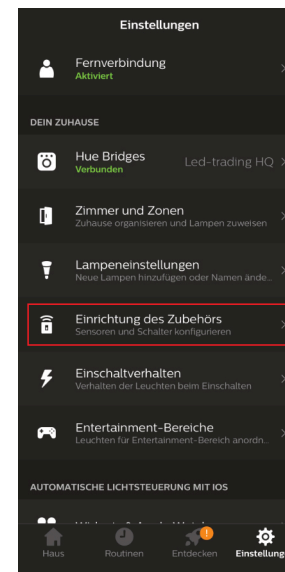 Einstellungen
Fernverbindung
Aktiviert
DEIN ZUHAUSE
Hue Bridges
Led-trading HQ
Verbunden
Zimmer und Zonen
Zuhause organisieren und Lampen zuweisen
Lampeneinstellungen
Neue Lampen hinzufügen oder Namen ände...
Einrichtung des Zubehörs
Sensoren und Schalter konfigurieren
Einschaltverhalten
Verhalten der Leuchten beim Einschalten
Entertainment-Bereiche
Leuchten für Entertainment-Bereich anordn...
AUTOMATISCHE LICHTSTEUERUNG MIT IOS
Haus
Routinen
Entdecken
Einstellung